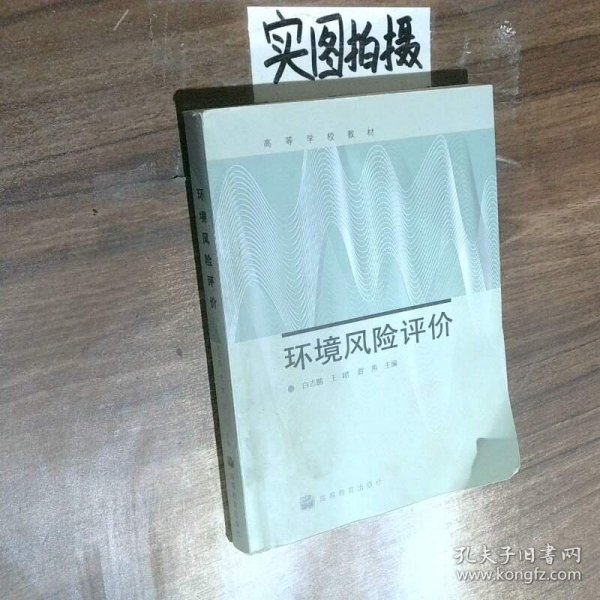 实图拍摄
高等学校教材
环境风险评价
环境风险评价
白志鹏 王珺 游燕 主编
高等教育出版社
孔夫子旧书网
www.kongfz.com